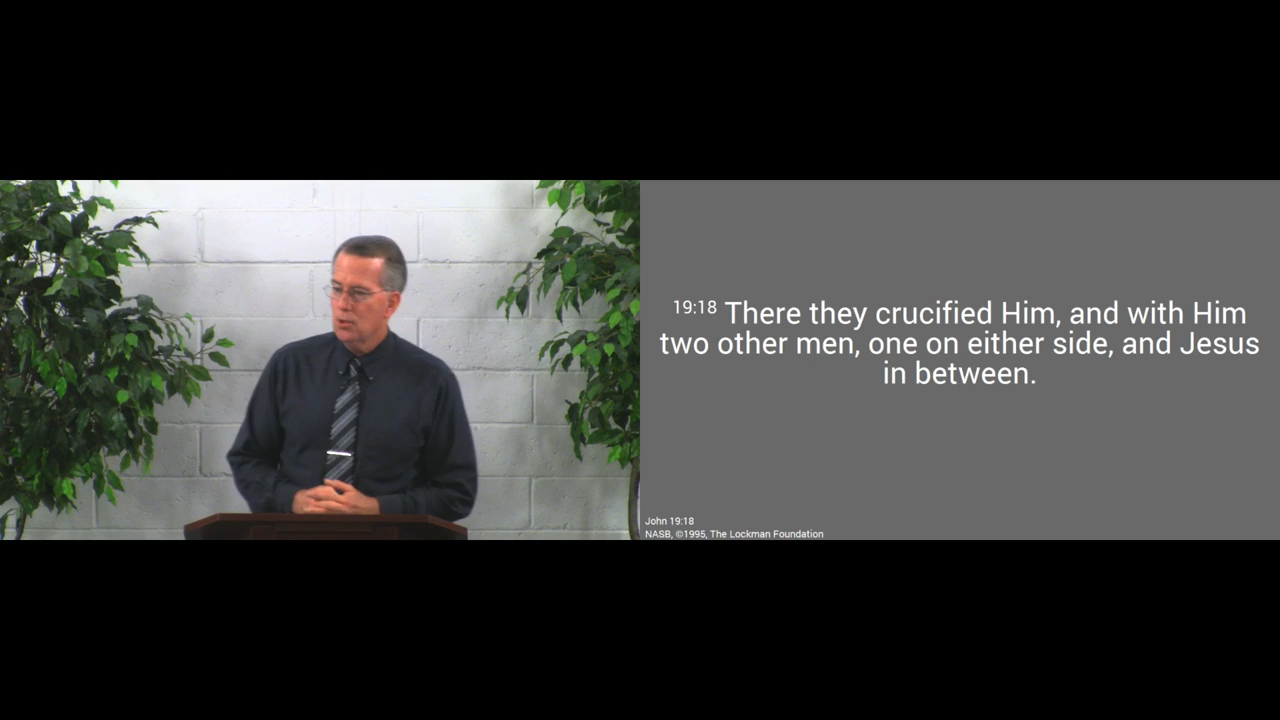 19:18 There they crucified Him, and with Him
two other men, one on either side, and Jesus
in between.
John 19:18
NASB, ©1995, The Lockman Foundation